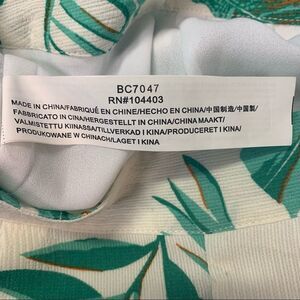 BC7047
RN#104403
MADE IN CHINA/FABRIQUÉ EN CHINE/HECHO EN CHINA/中国制造/中国製/
FABBRICATO IN CINA/HERGESTELLT IN CHINA/CHINA MAAKT/
VALMISTETTU KIINASSA/TILLVERKAD I KINA/PRODUCERET I KINA/
PRODUKOWANE W CHINACH/LAGET I KINA